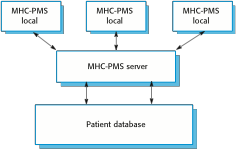 MHC-PMS
local
MHC-PMS
local
MHC-PMS
local
MHC-PMS server
Patient database